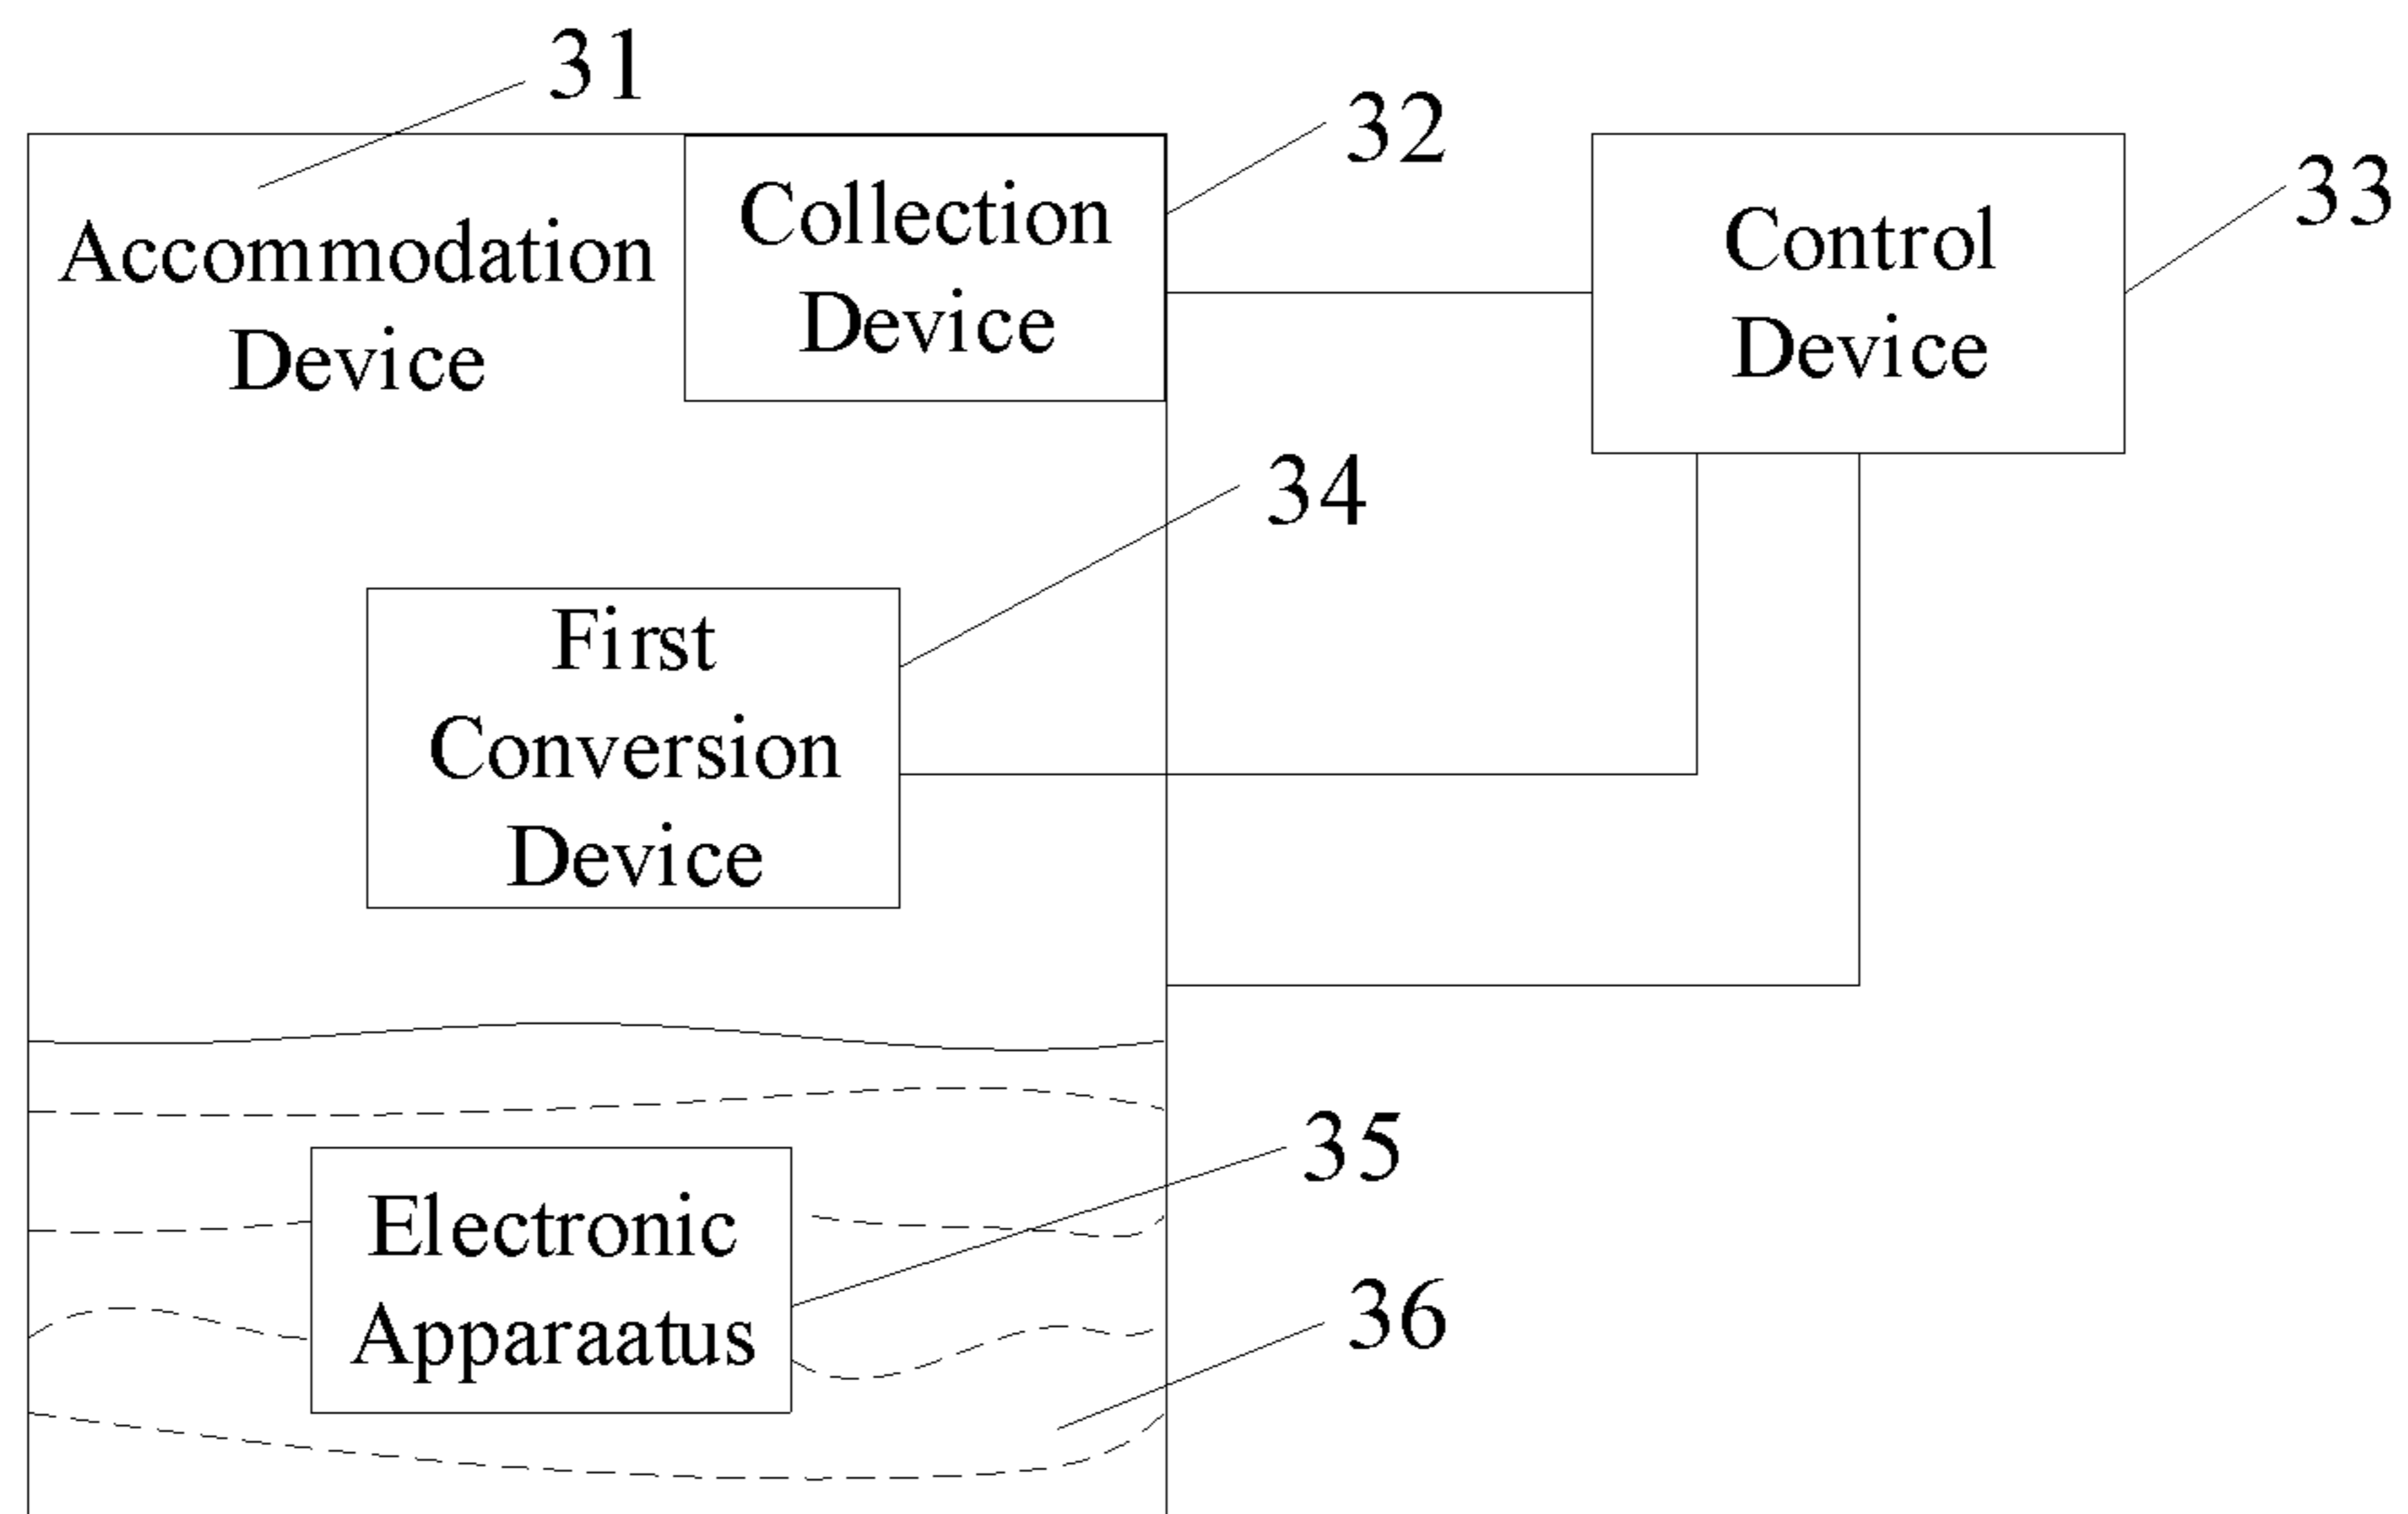 31
32
33
Accommodation
Device
Collection
Device
Control
Device
34
First
Conversion
Device
35
Electronic
Apparaatus
36